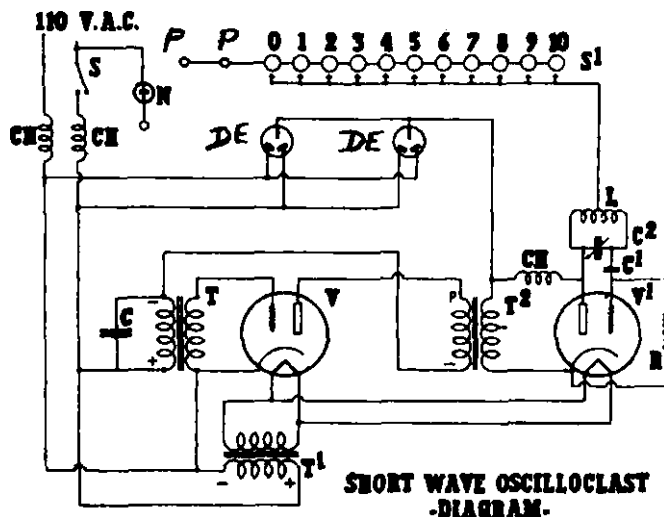 110 V.A.C.
P P 0 1 2 3 4 5 6 7 8 9 10
S S¹
N
CH CH
DE DE
L
C²
CH C¹
T V P T² V¹
C
R
T¹
SHORT WAVE OSCILLOCLAST
-DIAGRAM-